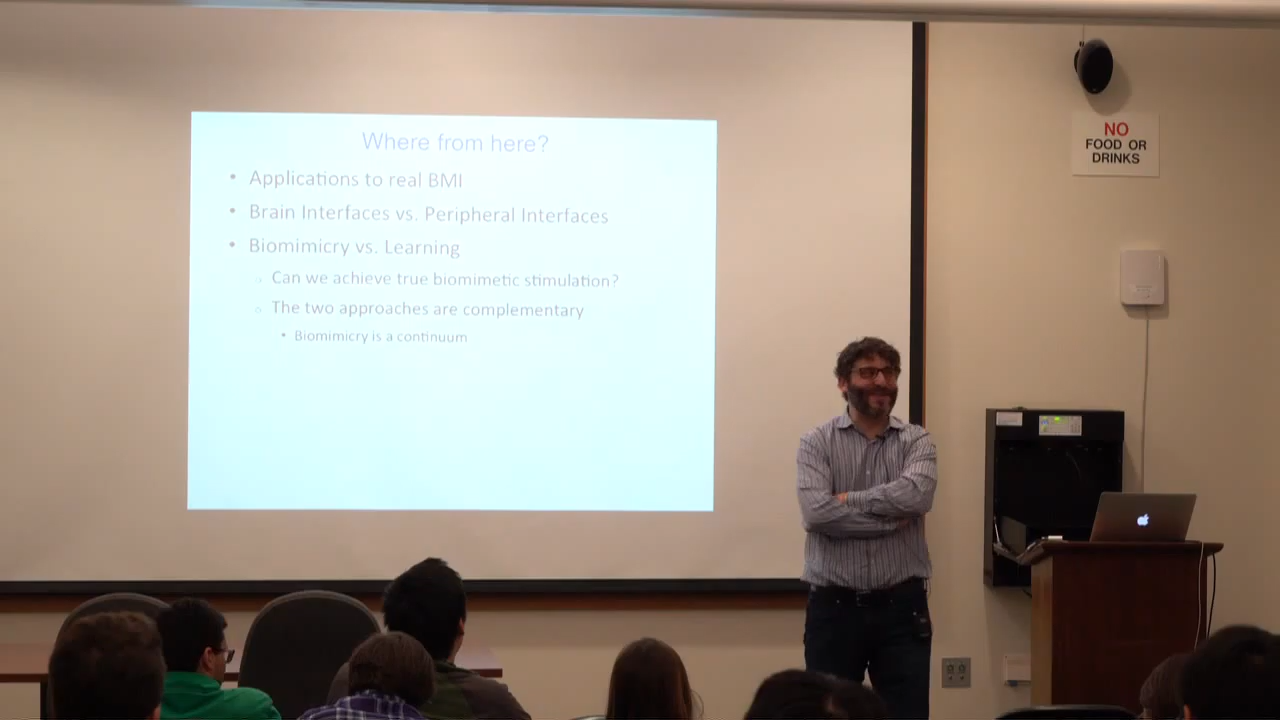 Where from here?
• Applications to real BMI
• Brain Interfaces vs. Peripheral Interfaces
• Biomimicry vs. Learning
o Can we achieve true biomimetic stimulation?
o The two approaches are complementary
• Biomimicry is a continuum
NO
FOOD OR
DRINKS